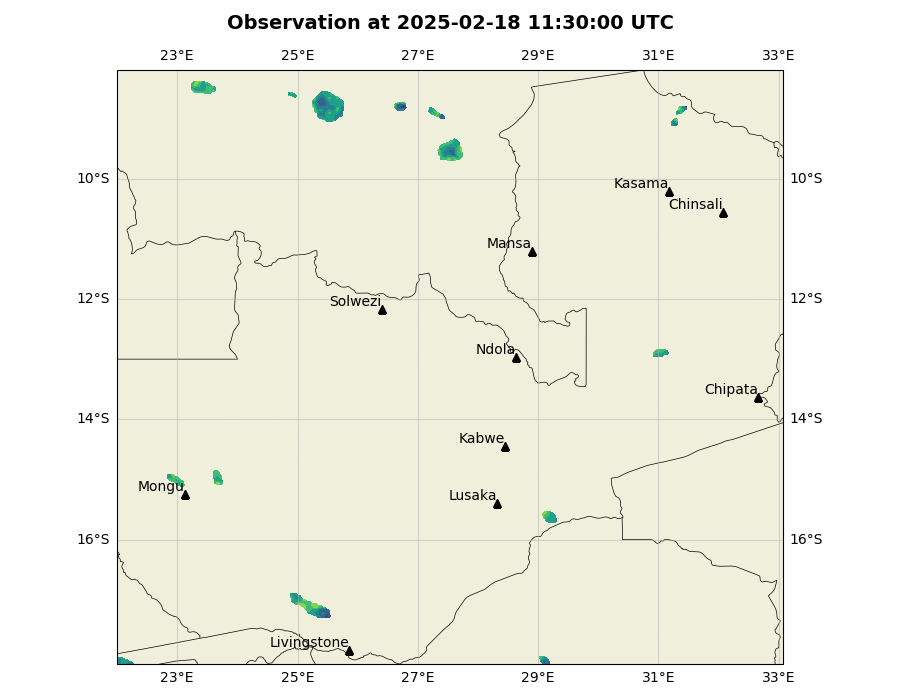 Observation at 2025-02-18 11:30:00 UTC
23°E 25°E 27°E 29°E 31°E 33°E
10°S 10°S
Kasama
Chinsali
Mansa
12°S 12°S
Solwezi
Ndola
Chipata
14°S 14°S
Kabwe
Mongu
Lusaka
16°S 16°S
Livingstone
23°E 25°E 27°E 29°E 31°E 33°E